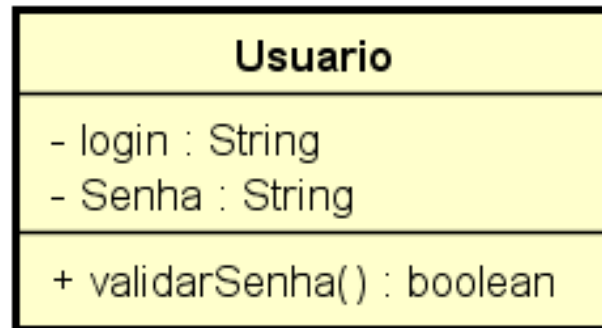 Usuario
- login : String
- Senha : String
+ validarSenha() : boolean